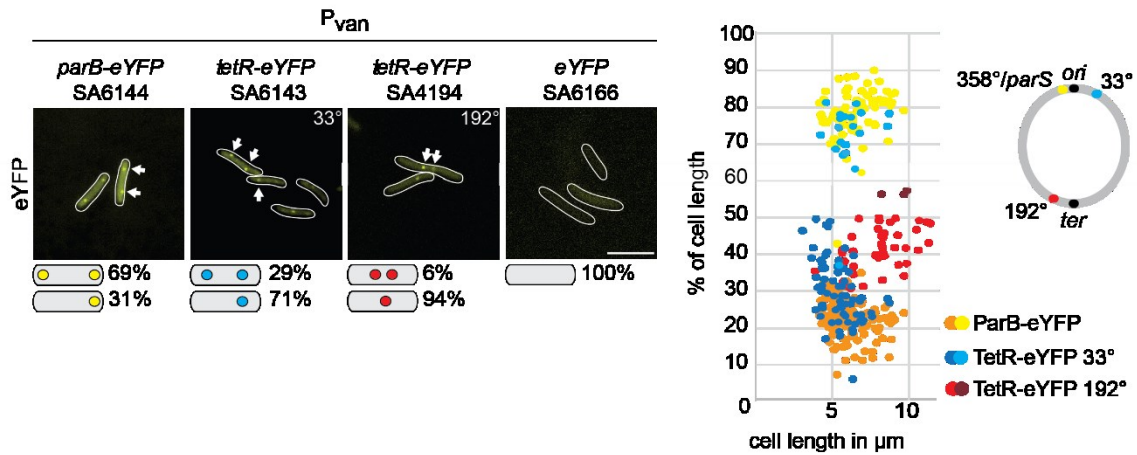 P_van
parB-eYFP tetR-eYFP tetR-eYFP eYFP
SA6144 SA6143 SA4194 SA6166
33° 192°
eYFP
69% 29% 6% 100%
31% 71% 94%
100
90
80
70
60
50
40
30
20
10
0
% of cell length
5 10
cell length in µm
358°/parS ori 33°
192° ter
ParB-eYFP
TetR-eYFP 33°
TetR-eYFP 192°